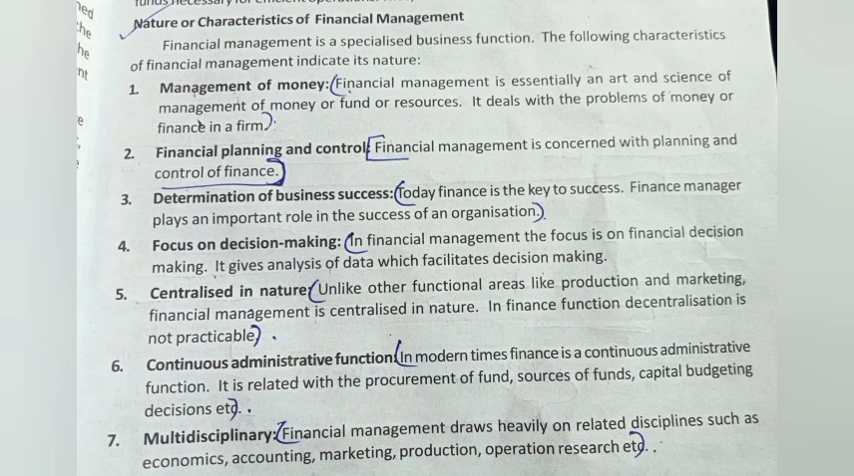 funds necessary for efficient
Nature or Characteristics of Financial Management
Financial management is a specialised business function. The following characteristics
of financial management indicate its nature:
1. Management of money: Financial management is essentially an art and science of
management of money or fund or resources. It deals with the problems of money or
finance in a firm.
2. Financial planning and control: Financial management is concerned with planning and
control of finance.
3. Determination of business success: Today finance is the key to success. Finance manager
plays an important role in the success of an organisation.
4. Focus on decision-making: In financial management the focus is on financial decision
making. It gives analysis of data which facilitates decision making.
5. Centralised in nature: Unlike other functional areas like production and marketing,
financial management is centralised in nature. In finance function decentralisation is
not practicable.
6. Continuous administrative function: In modern times finance is a continuous administrative
function. It is related with the procurement of fund, sources of funds, capital budgeting
decisions etc.
7. Multidisciplinary: Financial management draws heavily on related disciplines such as
economics, accounting, marketing, production, operation research etc.